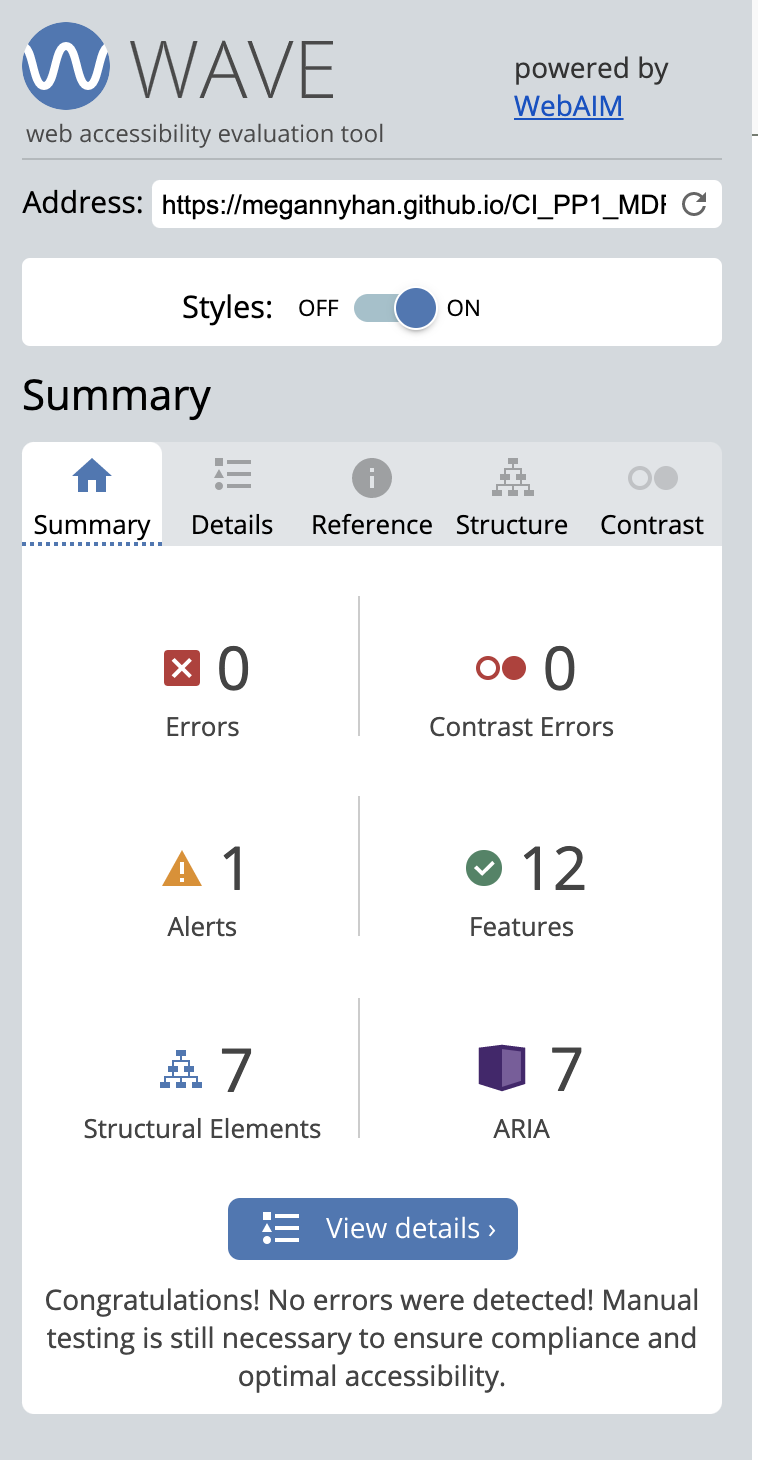 WAVE
web accessibility evaluation tool
powered by
WebAIM
Address: https://megannyhan.github.io/CI_PP1_MDF
Styles: OFF ON
Summary
Summary Details Reference Structure Contrast
0 0
Errors Contrast Errors
1 12
Alerts Features
7 7
Structural Elements ARIA
View details ›
Congratulations! No errors were detected! Manual
testing is still necessary to ensure compliance and
optimal accessibility.